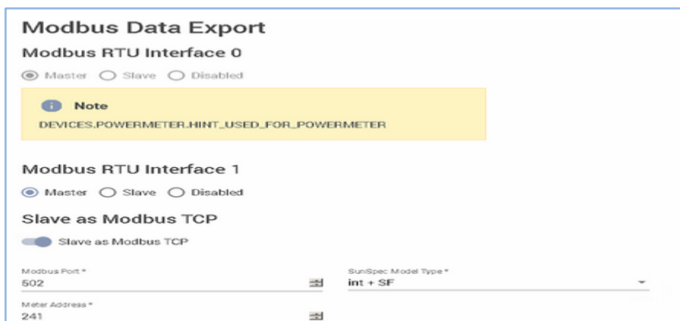 Modbus Data Export
Modbus RTU Interface 0
Master Slave Disabled
Note
DEVICES.POWERMETER.HINT_USED_FOR_POWERMETER
Modbus RTU Interface 1
Master Slave Disabled
Slave as Modbus TCP
Slave as Modbus TCP
Modbus Port * SunSpec Model Type *
502 int + SF
Meter Address *
241